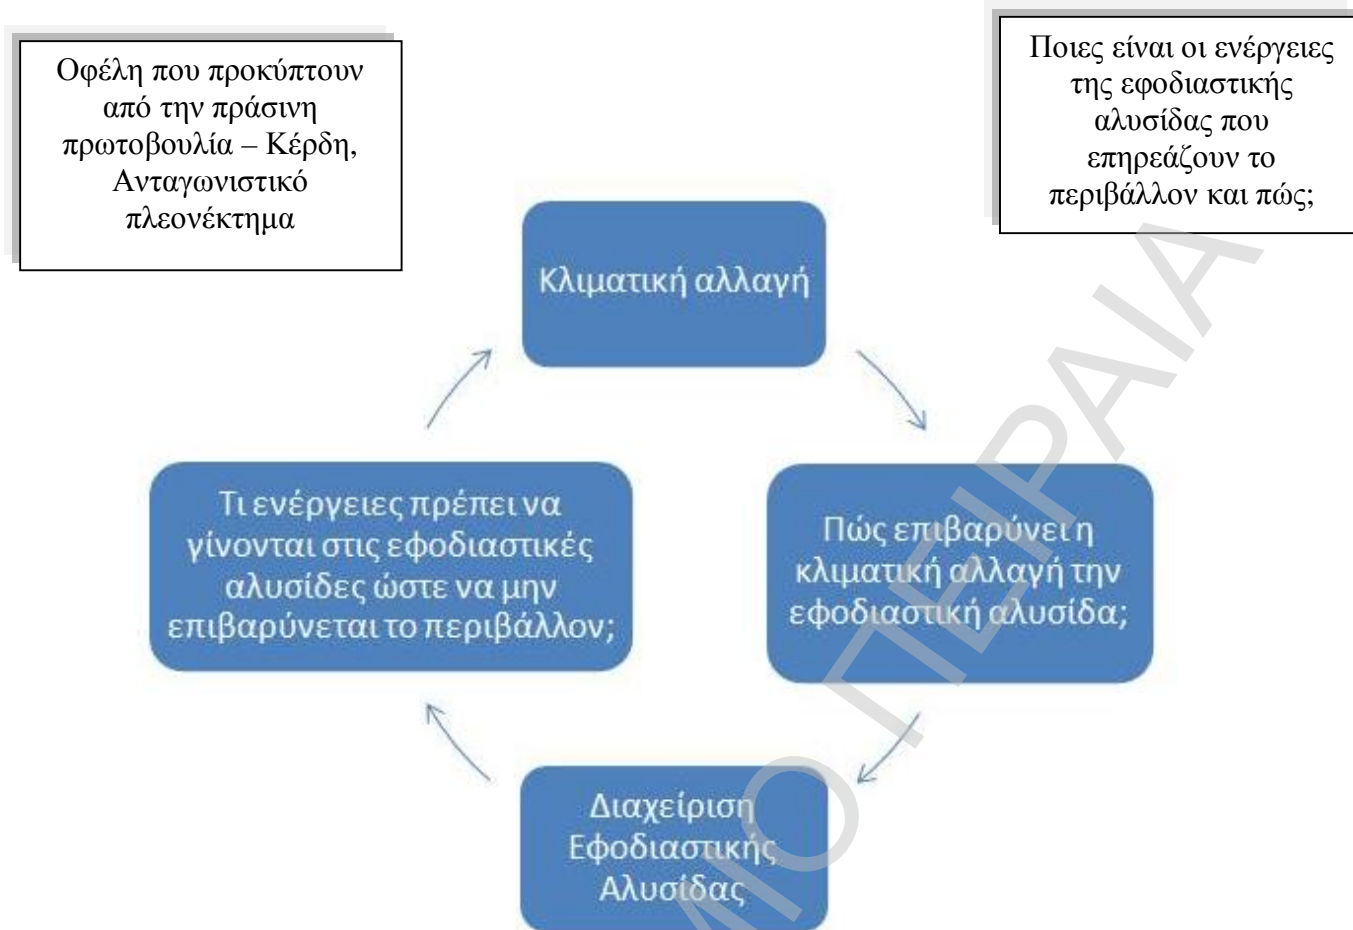 Οφέλη που προκύπτουν
από την πράσινη
πρωτοβουλία – Κέρδη,
Ανταγωνιστικό
πλεονέκτημα
Ποιες είναι οι ενέργειες
της εφοδιαστικής
αλυσίδας που
επηρεάζουν το
περιβάλλον και πώς;
Κλιματική αλλαγή
Τι ενέργειες πρέπει να
γίνονται στις εφοδιαστικές
αλυσίδες ώστε να μην
επιβαρύνεται το περιβάλλον;
Πώς επιβαρύνει η
κλιματική αλλαγή την
εφοδιαστική αλυσίδα;
Διαχείριση
Εφοδιαστικής
Αλυσίδας
ΜΙΟ ΠΕΙΡΑΙΑ